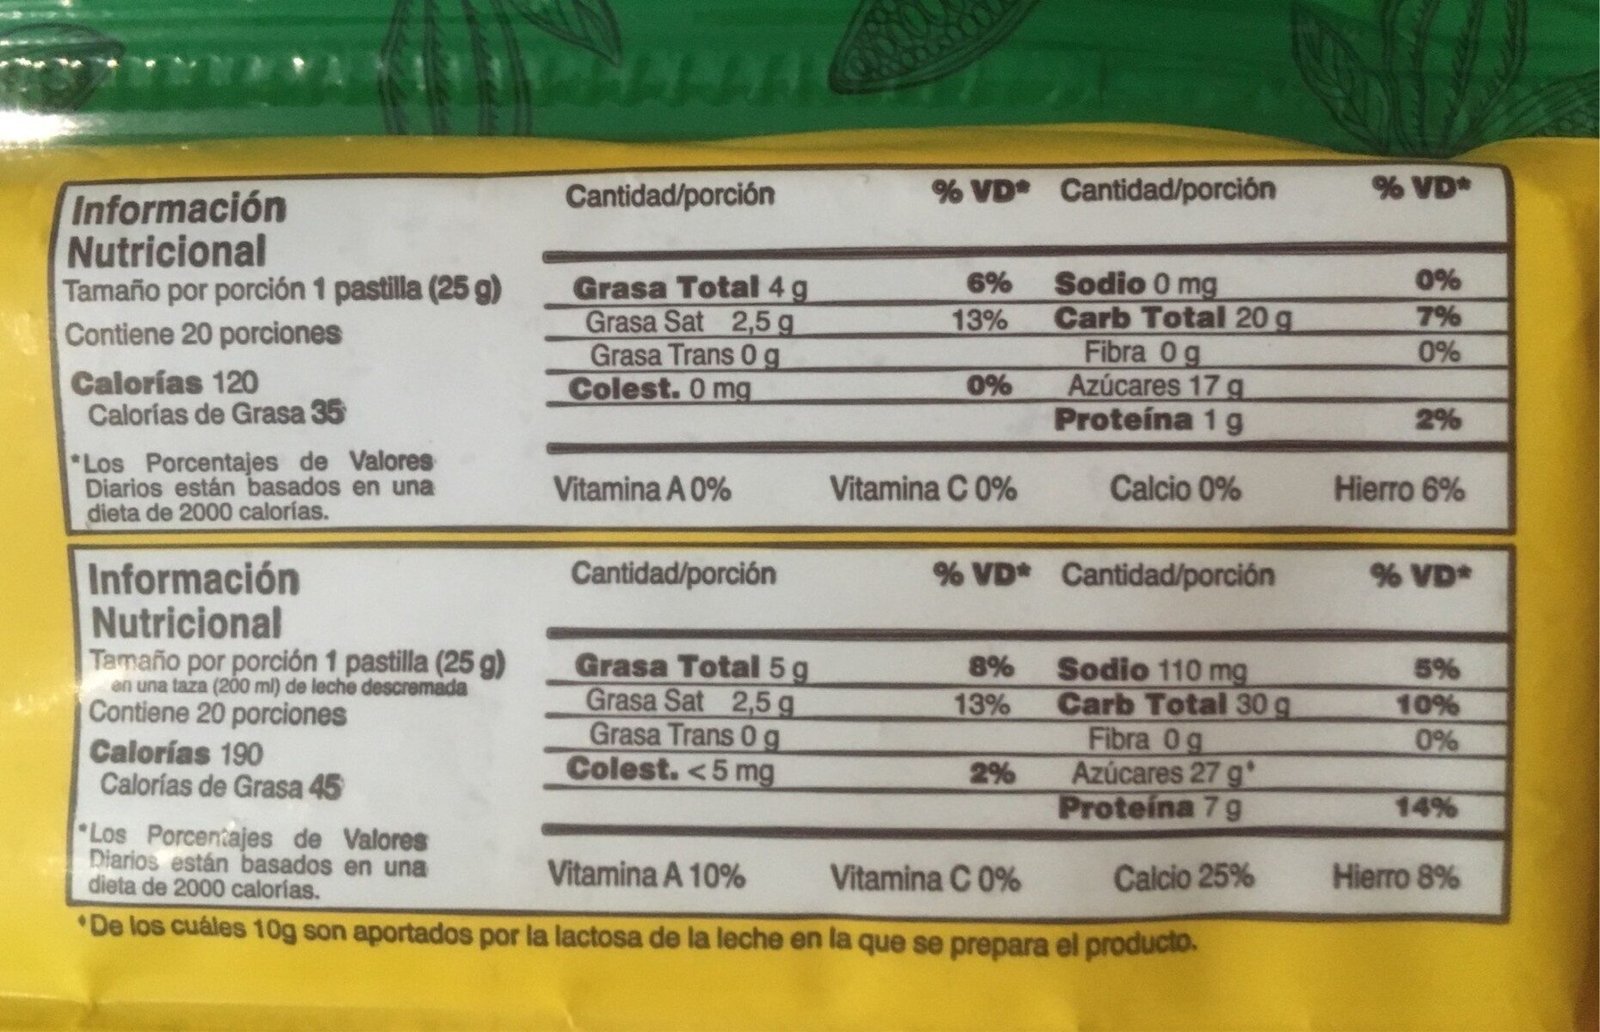 Información
Nutricional
Tamaño por porción 1 pastilla (25 g)
Contiene 20 porciones
Calorías 120
Calorías de Grasa 35
*Los Porcentajes de Valores
Diarios están basados en una
dieta de 2000 calorías.
Cantidad/porción % VD* Cantidad/porción % VD*
Grasa Total 4 g 6% Sodio 0 mg 0%
Grasa Sat 2,5 g 13% Carb Total 20 g 7%
Grasa Trans 0 g Fibra 0 g 0%
Colest. 0 mg 0% Azúcares 17 g
Proteína 1 g 2%
Vitamina A 0% Vitamina C 0% Calcio 0% Hierro 6%
Información
Nutricional
Tamaño por porción 1 pastilla (25 g)
en una taza (200 ml) de leche descremada
Contiene 20 porciones
Calorías 190
Calorías de Grasa 45
*Los Porcentajes de Valores
Diarios están basados en una
dieta de 2000 calorías.
Cantidad/porción % VD* Cantidad/porción % VD*
Grasa Total 5 g 8% Sodio 110 mg 5%
Grasa Sat 2,5 g 13% Carb Total 30 g 10%
Grasa Trans 0 g Fibra 0 g 0%
Colest. <5 mg 2% Azúcares 27 g•
Proteína 7 g 14%
Vitamina A 10% Vitamina C 0% Calcio 25% Hierro 8%
•De los cuáles 10g son aportados por la lactosa de la leche en la que se prepara el producto.